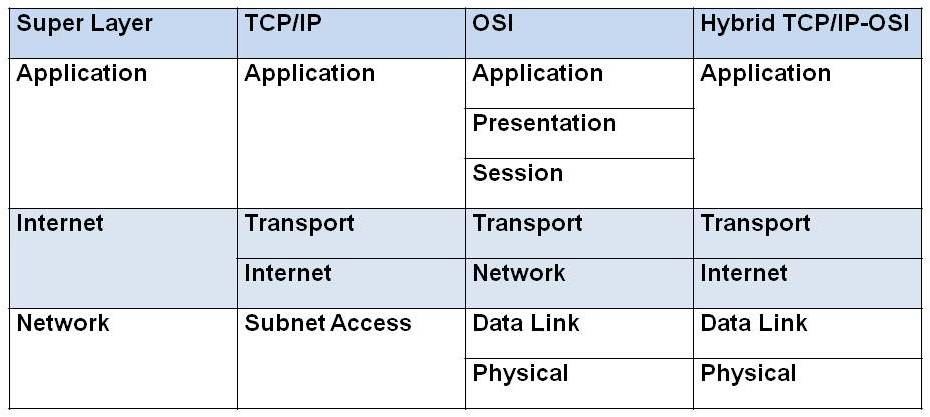 Super Layer TCP/IP OSI Hybrid TCP/IP-OSI
Application Application Application Application
Presentation
Session
Internet Transport Transport Transport
Internet Network Internet
Network Subnet Access Data Link Data Link
Physical Physical